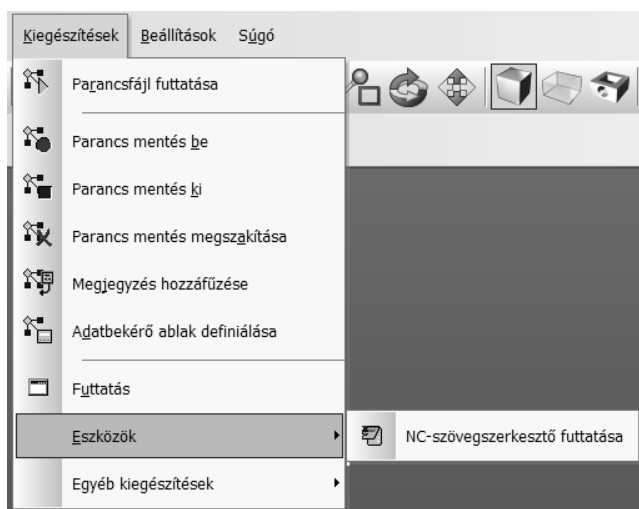 Kiegészítések Beállítások Súgó
Parancsfájl futtatása
Parancs mentés be
Parancs mentés ki
Parancs mentés megszakítása
Megjegyzés hozzáfűzése
Adatbekérő ablak definiálása
Futtatás
Eszközök NC-szövegszerkesztő futtatása
Egyéb kiegészítések